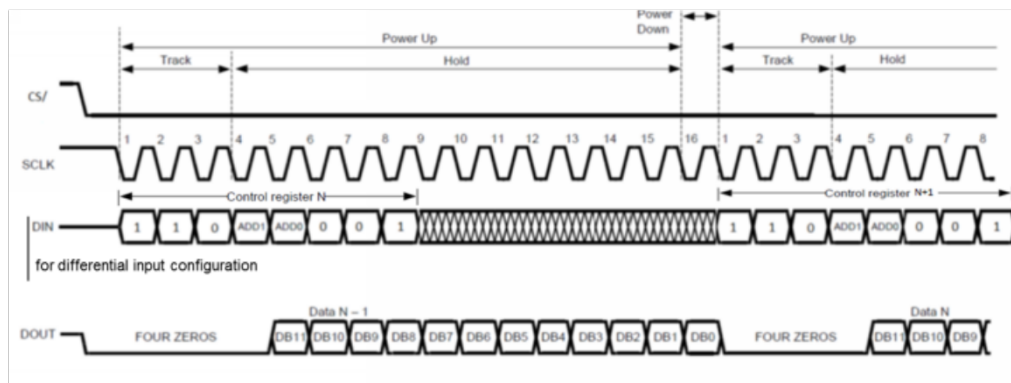 Power
Down
Power Up
Power Up
Track
Hold
Track
Hold
CS/
1 2 3 4 5 6 7 8 9 10 11 12 13 14 15 16 1 2 3 4 5 6 7 8
SCLK
Control register N
Control register N+1
DIN
1 1 0 ADD1 ADD0 0 0 1 1 1 0 ADD1 ADD0 0 0 1
for differential input configuration
Data N – 1
Data N
DOUT
FOUR ZEROS DB11 DB10 DB9 DB8 DB7 DB6 DB5 DB4 DB3 DB2 DB1 DB0 FOUR ZEROS DB11 DB10 DB9